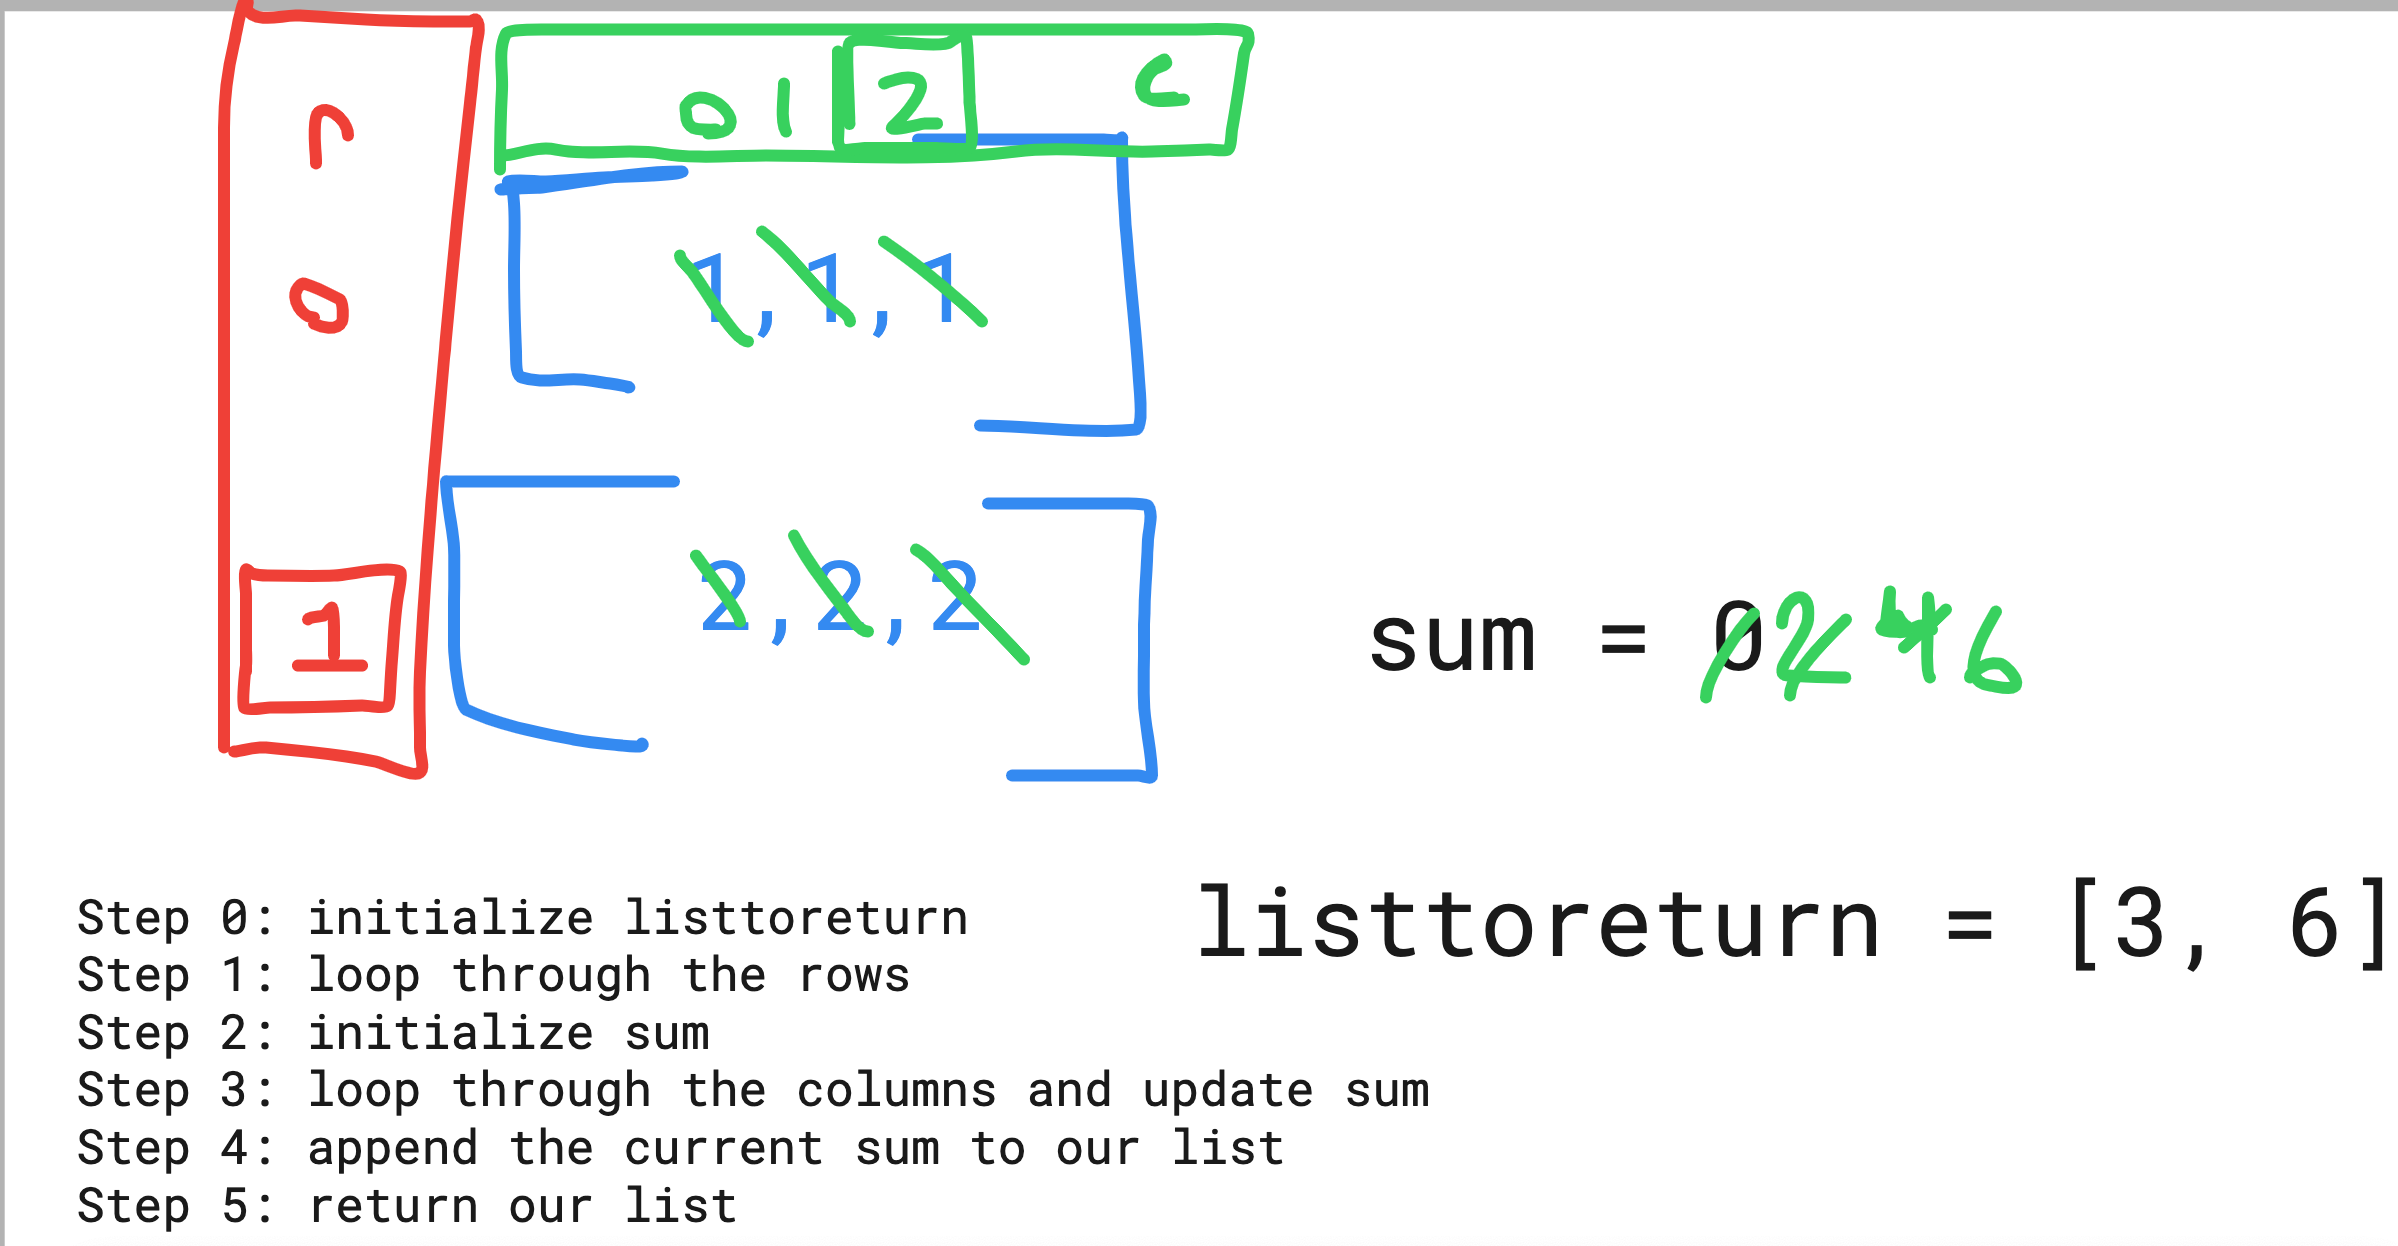 r
0 1 2 c
0
1,1,1
1
2,2,2
sum = 0 2 4 6
listtoreturn = [3, 6]
Step 0: initialize listtoreturn
Step 1: loop through the rows
Step 2: initialize sum
Step 3: loop through the columns and update sum
Step 4: append the current sum to our list
Step 5: return our list